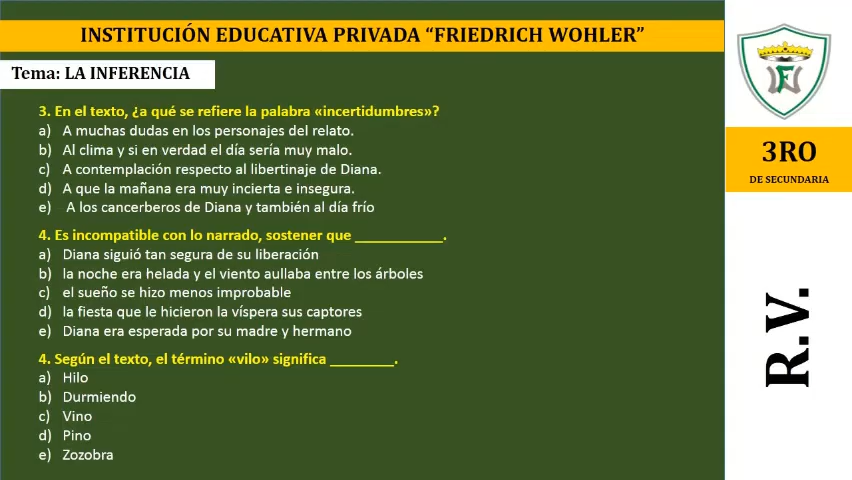 INSTITUCIÓN EDUCATIVA PRIVADA “FRIEDRICH WOHLER”
Tema: LA INFERENCIA
3. En el texto, ¿a qué se refiere la palabra «incertidumbres»?
a) A muchas dudas en los personajes del relato.
b) Al clima y si en verdad el día sería muy malo.
c) A contemplación respecto al libertinaje de Diana.
d) A que la mañana era muy incierta e insegura.
e) A los cancerberos de Diana y también al día frío
4. Es incompatible con lo narrado, sostener que ___________.
a) Diana siguió tan segura de su liberación
b) la noche era helada y el viento aullaba entre los árboles
c) el sueño se hizo menos improbable
d) la fiesta que le hicieron la víspera sus captores
e) Diana era esperada por su madre y hermano
4. Según el texto, el término «vilo» significa ________.
a) Hilo
b) Durmiendo
c) Vino
d) Pino
e) Zozobra
3RO
DE SECUNDARIA
R.V.